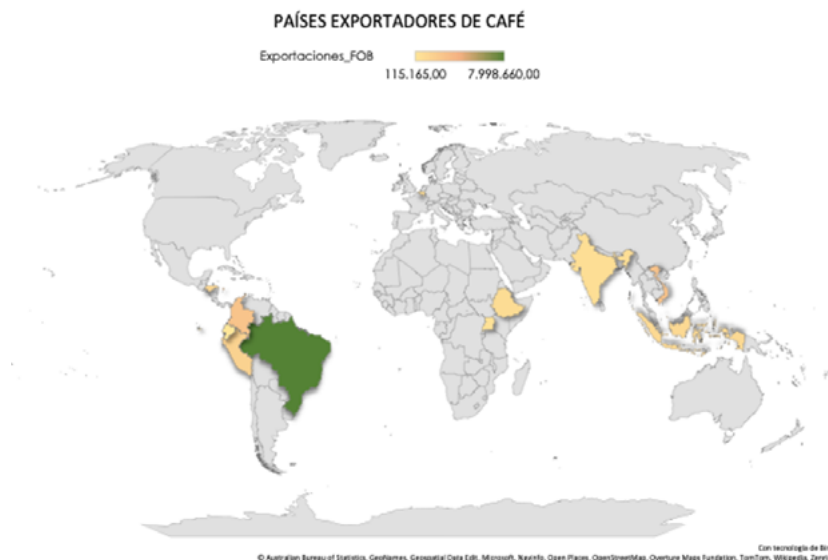 PAÍSES EXPORTADORES DE CAFÉ
Exportaciones_FOB
115.165,00 7.998.660,00
Con tecnología de Bi
© Australian Bureau of Statistics, GeoNames, Geospatial Data Edit, Microsoft, Navinfo, Open Places, OpenStreetMap, Overture Maps Fundation, TomTom, Wikipedia, Zenri